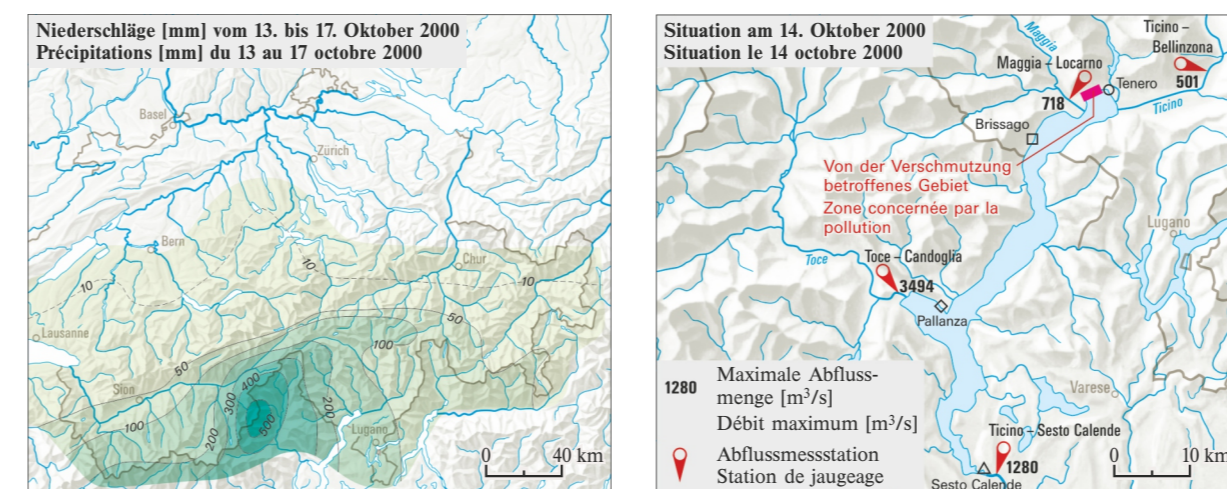 Niederschläge [mm] vom 13. bis 17. Oktober 2000
Précipitations [mm] du 13 au 17 octobre 2000
Basel
Zürich
Bern
Chur
Lausanne
Sion
Lugano
10
10
10
50
50
100
100
200
200
300
400
500
0 40 km
Situation am 14. Oktober 2000
Situation le 14 octobre 2000
Maggia
Ticino –
Bellinzona
501
Maggia – Locarno
718
Tenero
Ticino
Brissago
Von der Verschmutzung
betroffenes Gebiet
Zone concernée par la
pollution
Lugano
Toce
Toce – Candoglia
3494
Pallanza
Varese
1280 Maximale Abfluss-
menge [m³/s]
Débit maximum [m³/s]
Abflussmessstation
Station de jaugeage
Ticino – Sesto Calende
1280
Sesto Calende
0 10 km